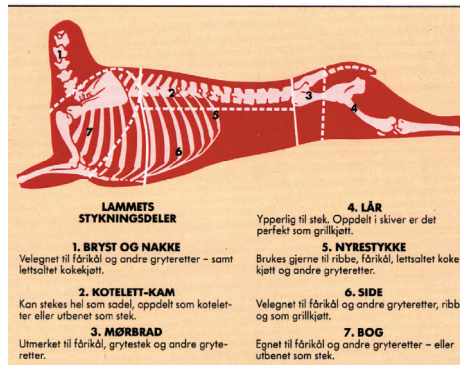 1
2
3
4
5
6
7
LAMMETS
STYKNINGSDELER
1. BRYST OG NAKKE
Velegnet til fårikål og andre gryteretter – samt
lettsaltet kokekjøtt.
2. KOTELETT-KAM
Kan stekes hel som sadel, oppdelt som kotelet-
ter eller utbenet som stek.
3. MØRBRAD
Utmerket til fårikål, grytestek og andre gryte-
retter.
4. LÅR
Ypperlig til stek. Oppdelt i skiver er det
perfekt som grillkjøtt.
5. NYRESTYKKE
Brukes gjerne til ribbe, fårikål, lettsaltet koke
kjøtt og andre gryteretter.
6. SIDE
Velegnet til fårikål og andre gryteretter, ribb
og som grillkjøtt.
7. BOG
Egnet til fårikål og andre gryteretter – eller
utbenet som stek.